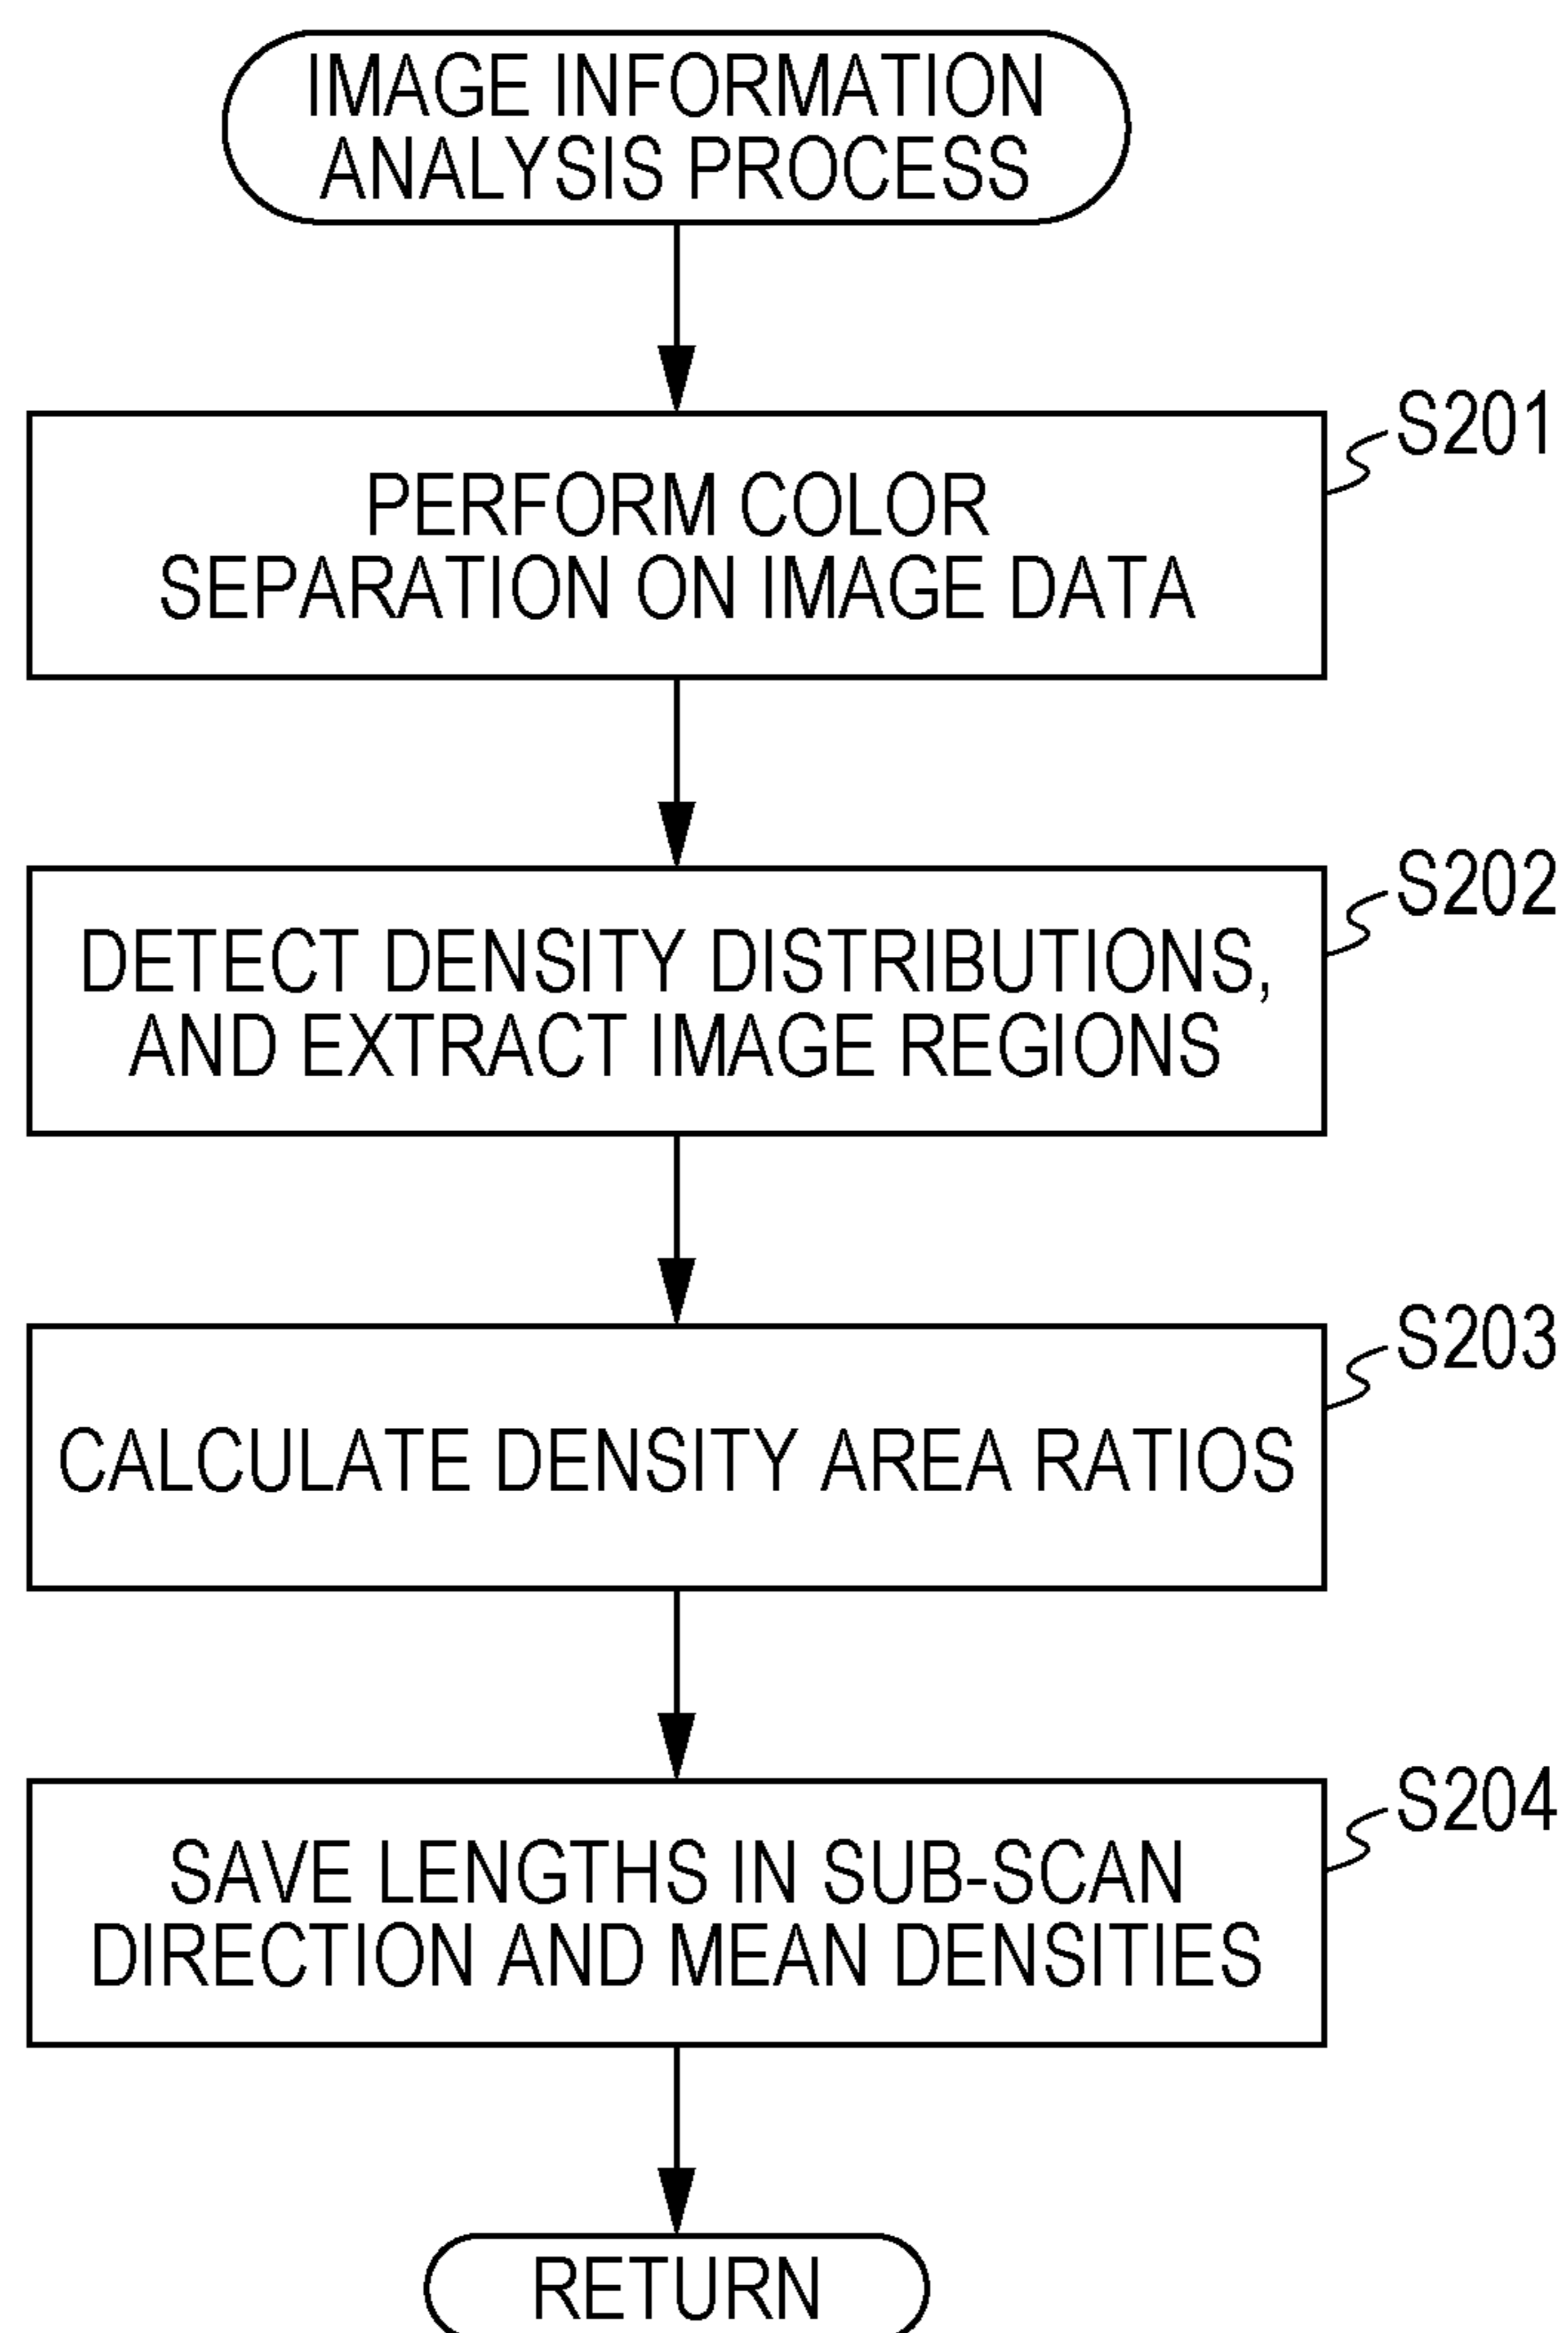 IMAGE INFORMATION
ANALYSIS PROCESS
S201
PERFORM COLOR
SEPARATION ON IMAGE DATA
S202
DETECT DENSITY DISTRIBUTIONS,
AND EXTRACT IMAGE REGIONS
S203
CALCULATE DENSITY AREA RATIOS
S204
SAVE LENGTHS IN SUB-SCAN
DIRECTION AND MEAN DENSITIES
RETURN